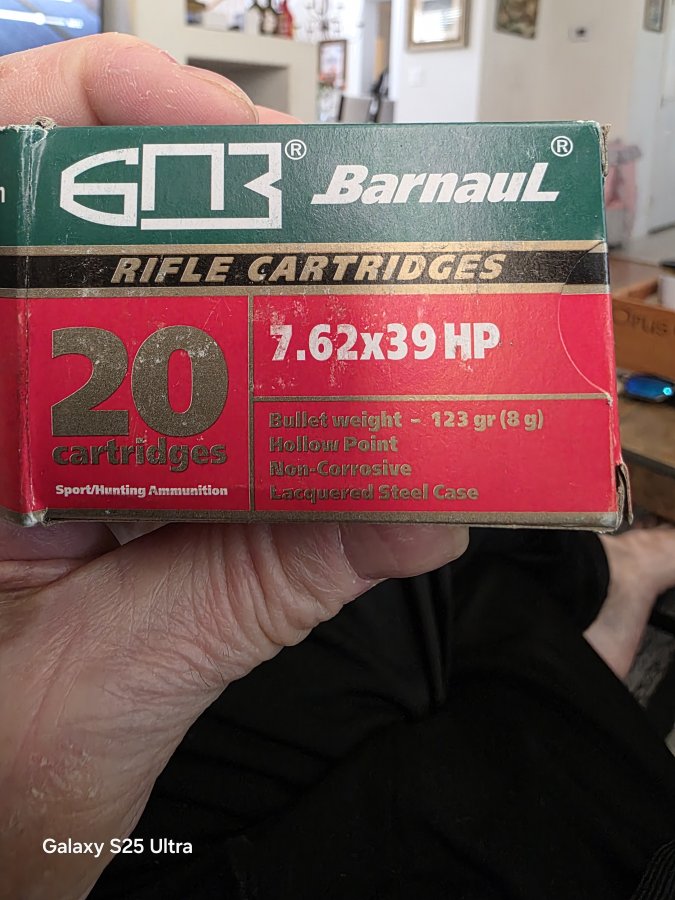 БПЗ® BarnauL®
RIFLE CARTRIDGES
20
cartridges
Sport/Hunting Ammunition
7.62x39 HP
Bullet weight – 123 gr (8 g)
Hollow Point
Non-Corrosive
Lacquered Steel Case
Galaxy S25 Ultra